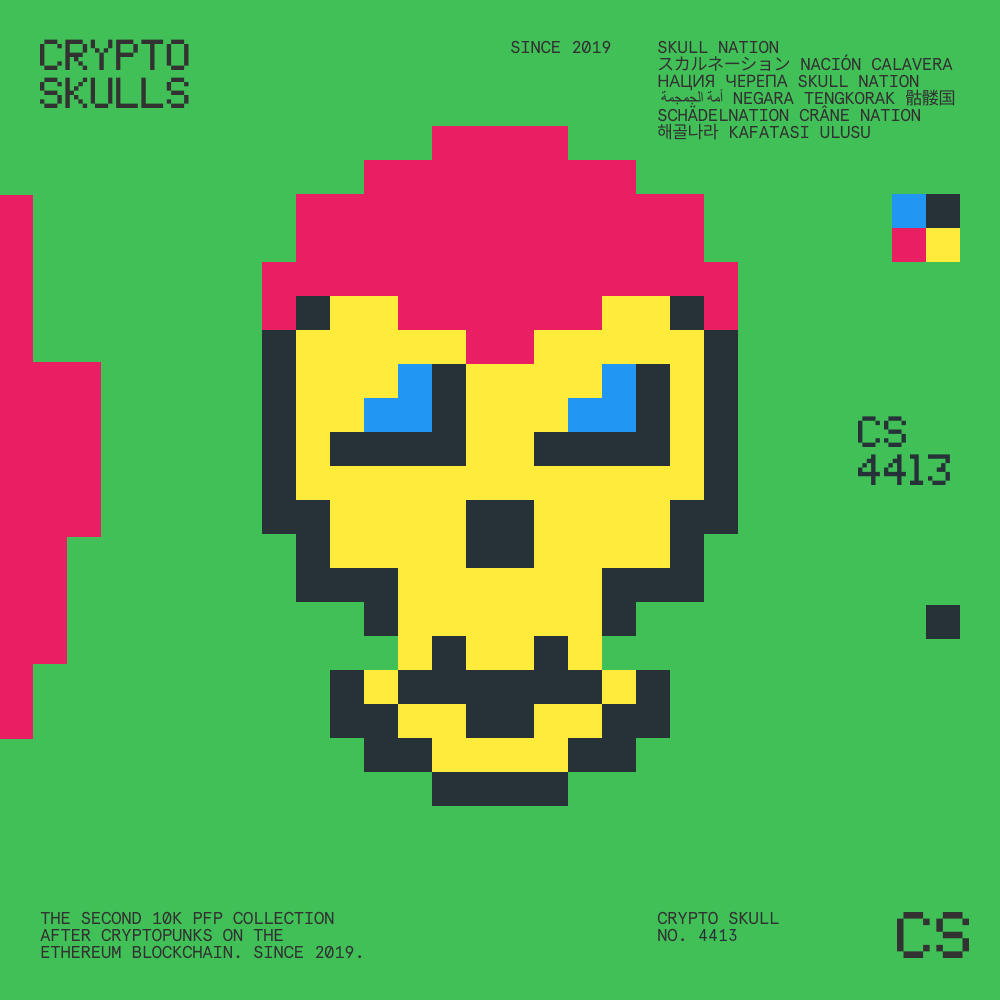 CRYPTO
SKULLS
SINCE 2019
SKULL NATION
スカルネーション NACIÓN CALAVERA
НАЦИЯ ЧЕРЕПА SKULL NATION
أمة الجمجمة NEGARA TENGKORAK 骷髅国
SCHÄDELNATION CRÂNE NATION
해골나라 KAFATASI ULUSU
CS
4413
THE SECOND 10K PFP COLLECTION
AFTER CRYPTOPUNKS ON THE
ETHEREUM BLOCKCHAIN. SINCE 2019.
CRYPTO SKULL
NO. 4413
CS